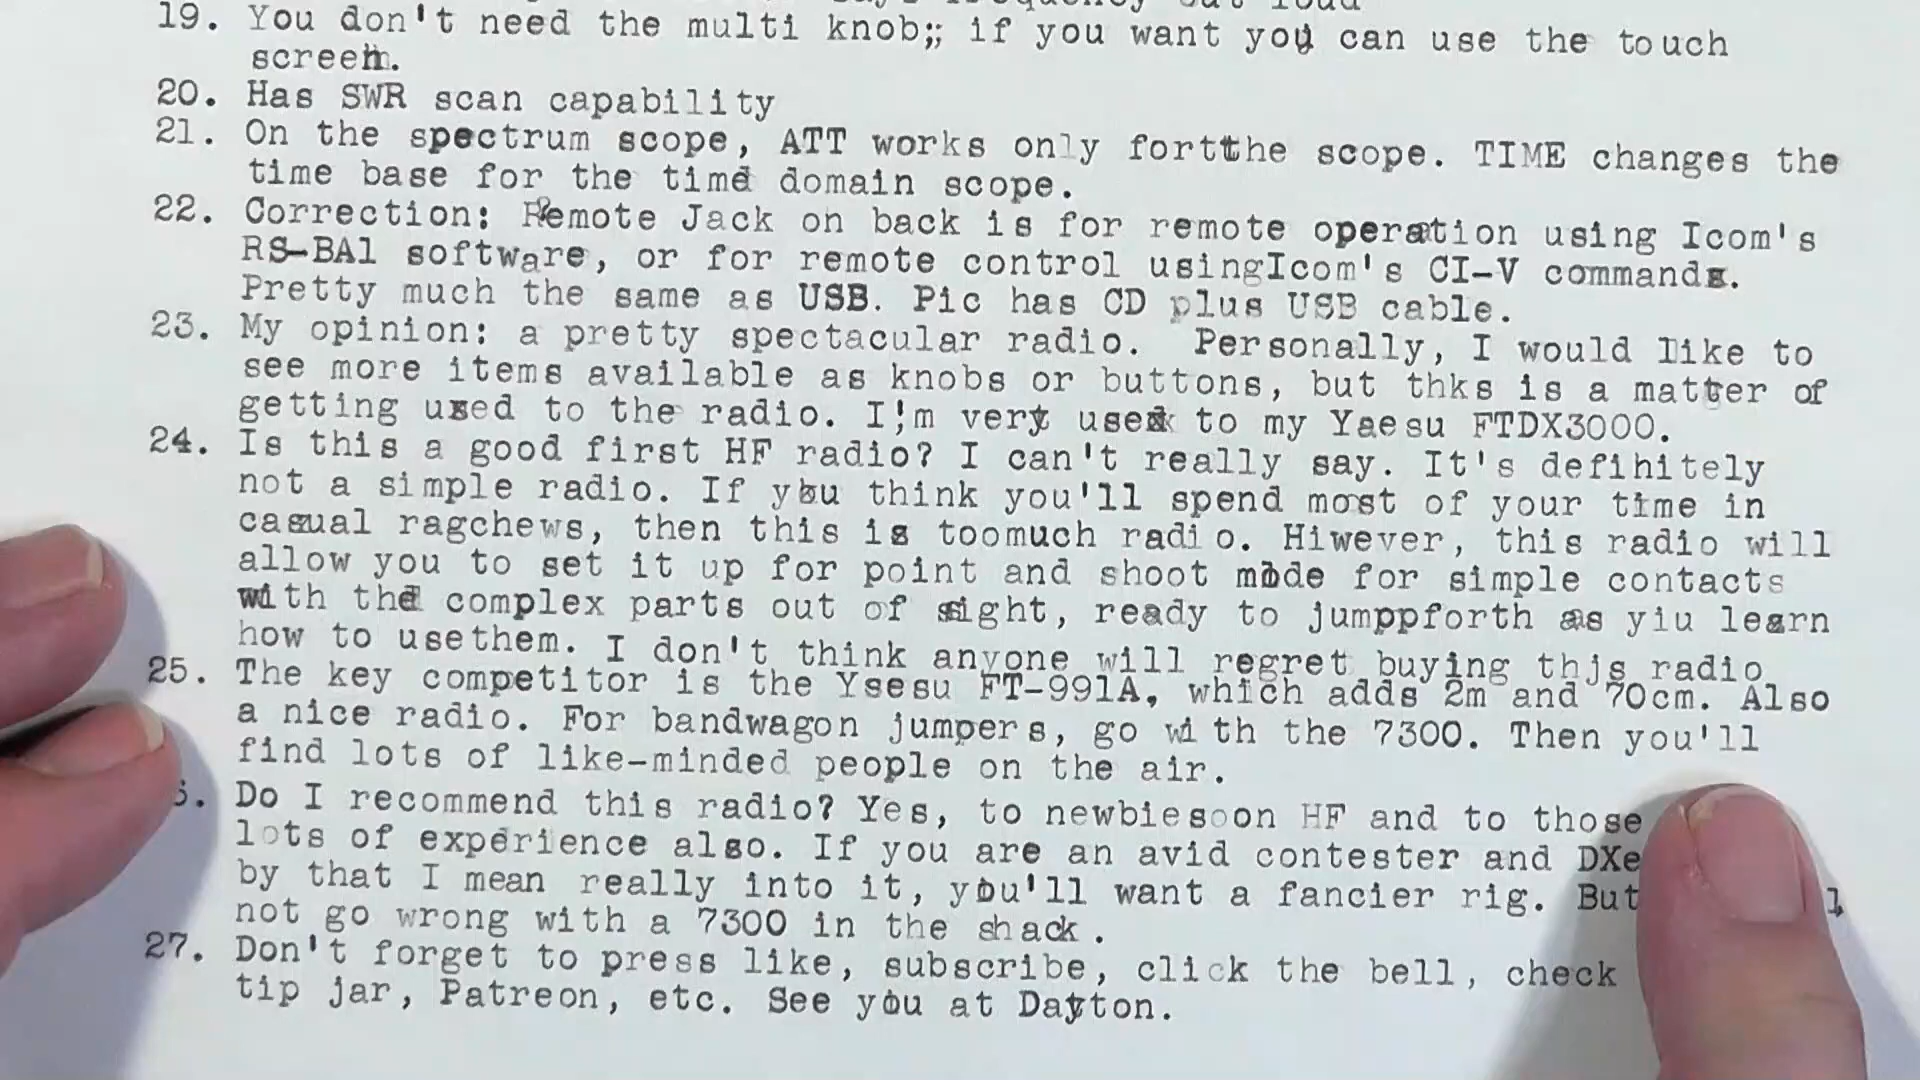 19. You don't need the multi knob; if you want you can use the touch
screen.
20. Has SWR scan capability
21. On the spectrum scope, ATT works only forttthe scope. TIME changes the
time base for the time domain scope.
22. Correction: Remote Jack on back is for remote operation using Icom's
RS-BA1 software, or for remote control usingIcom's CI-V commands.
Pretty much the same as USB. Pic has CD plus USB cable.
23. My opinion: a pretty spectacular radio. Personally, I would like to
see more items available as knobs or buttons, but thks is a matter of
getting used to the radio. I'm very used to my Yaesu FTDX3000.
24. Is this a good first HF radio? I can't really say. It's defihitely
not a simple radio. If you think you'll spend most of your time in
casual ragchews, then this is toomuch radio. Hiwever, this radio will
allow you to set it up for point and shoot mode for simple contacts
with the complex parts out of sight, ready to jumppforth as yiu learn
how to usethem. I don't think anyone will regret buying thjs radio
25. The key competitor is the Ysesu FT-991A, which adds 2m and 70cm. Also
a nice radio. For bandwagon jumpers, go with the 7300. Then you'll
find lots of like-minded people on the air.
6. Do I recommend this radio? Yes, to newbiesoon HF and to those
lots of experience also. If you are an avid contester and DXe
by that I mean really into it, you'll want a fancier rig. But
not go wrong with a 7300 in the shack.
27. Don't forget to press like, subscribe, click the bell, check
tip jar, Patreon, etc. See you at Dayton.